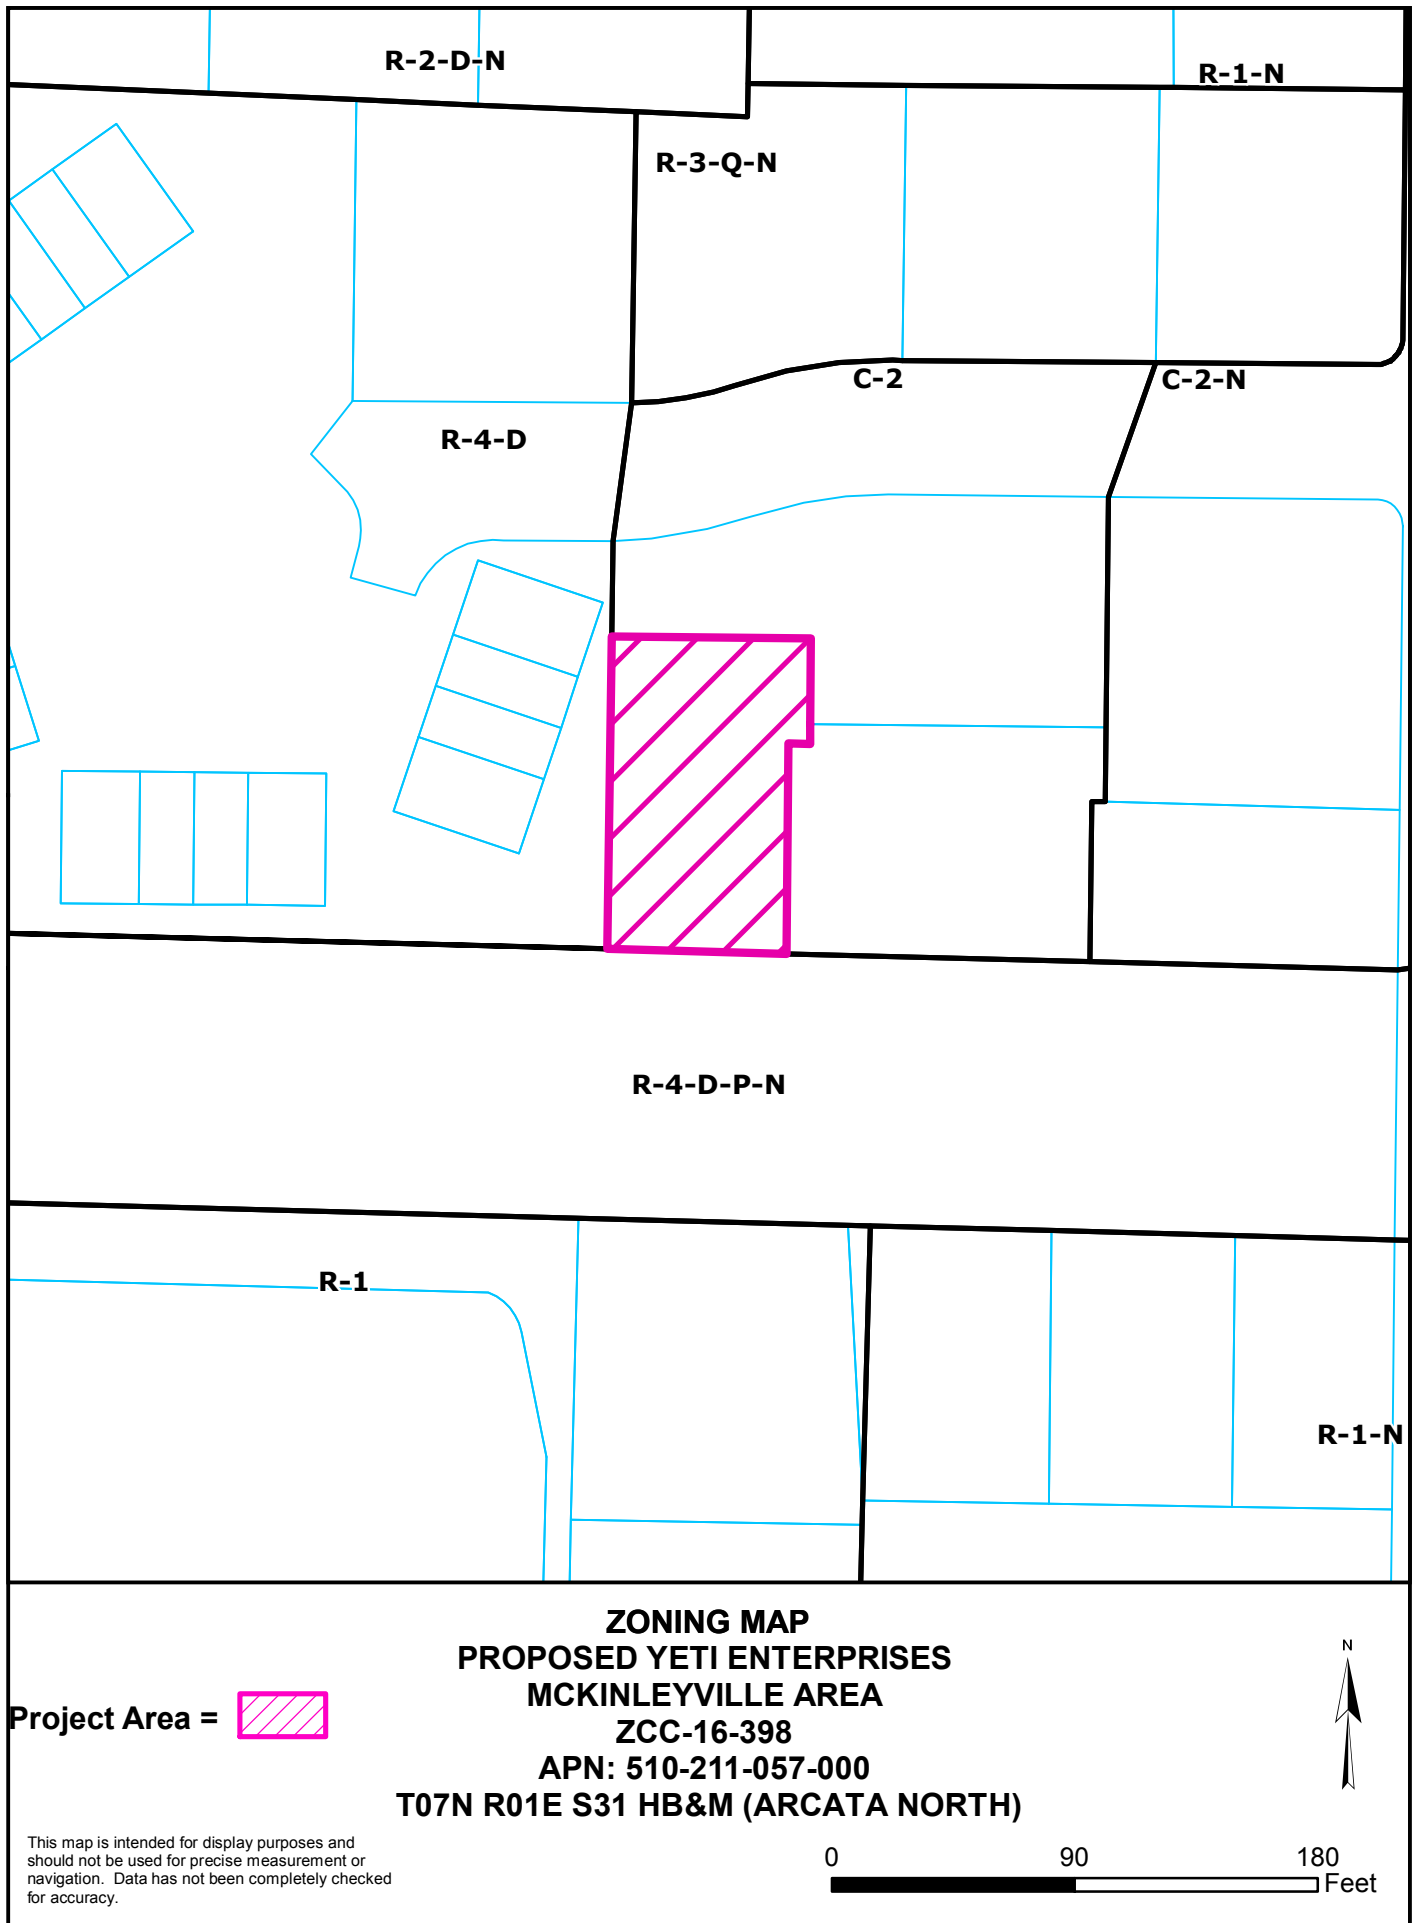 R-2-D-N
R-1-N
R-3-Q-N
C-2
C-2-N
R-4-D
R-4-D-P-N
R-1
R-1-N
ZONING MAP
PROPOSED YETI ENTERPRISES
MCKINLEYVILLE AREA
ZCC-16-398
APN: 510-211-057-000
T07N R01E S31 HB&M (ARCATA NORTH)
Project Area =
N
This map is intended for display purposes and
should not be used for precise measurement or
navigation. Data has not been completely checked
for accuracy.
0 90 180
Feet